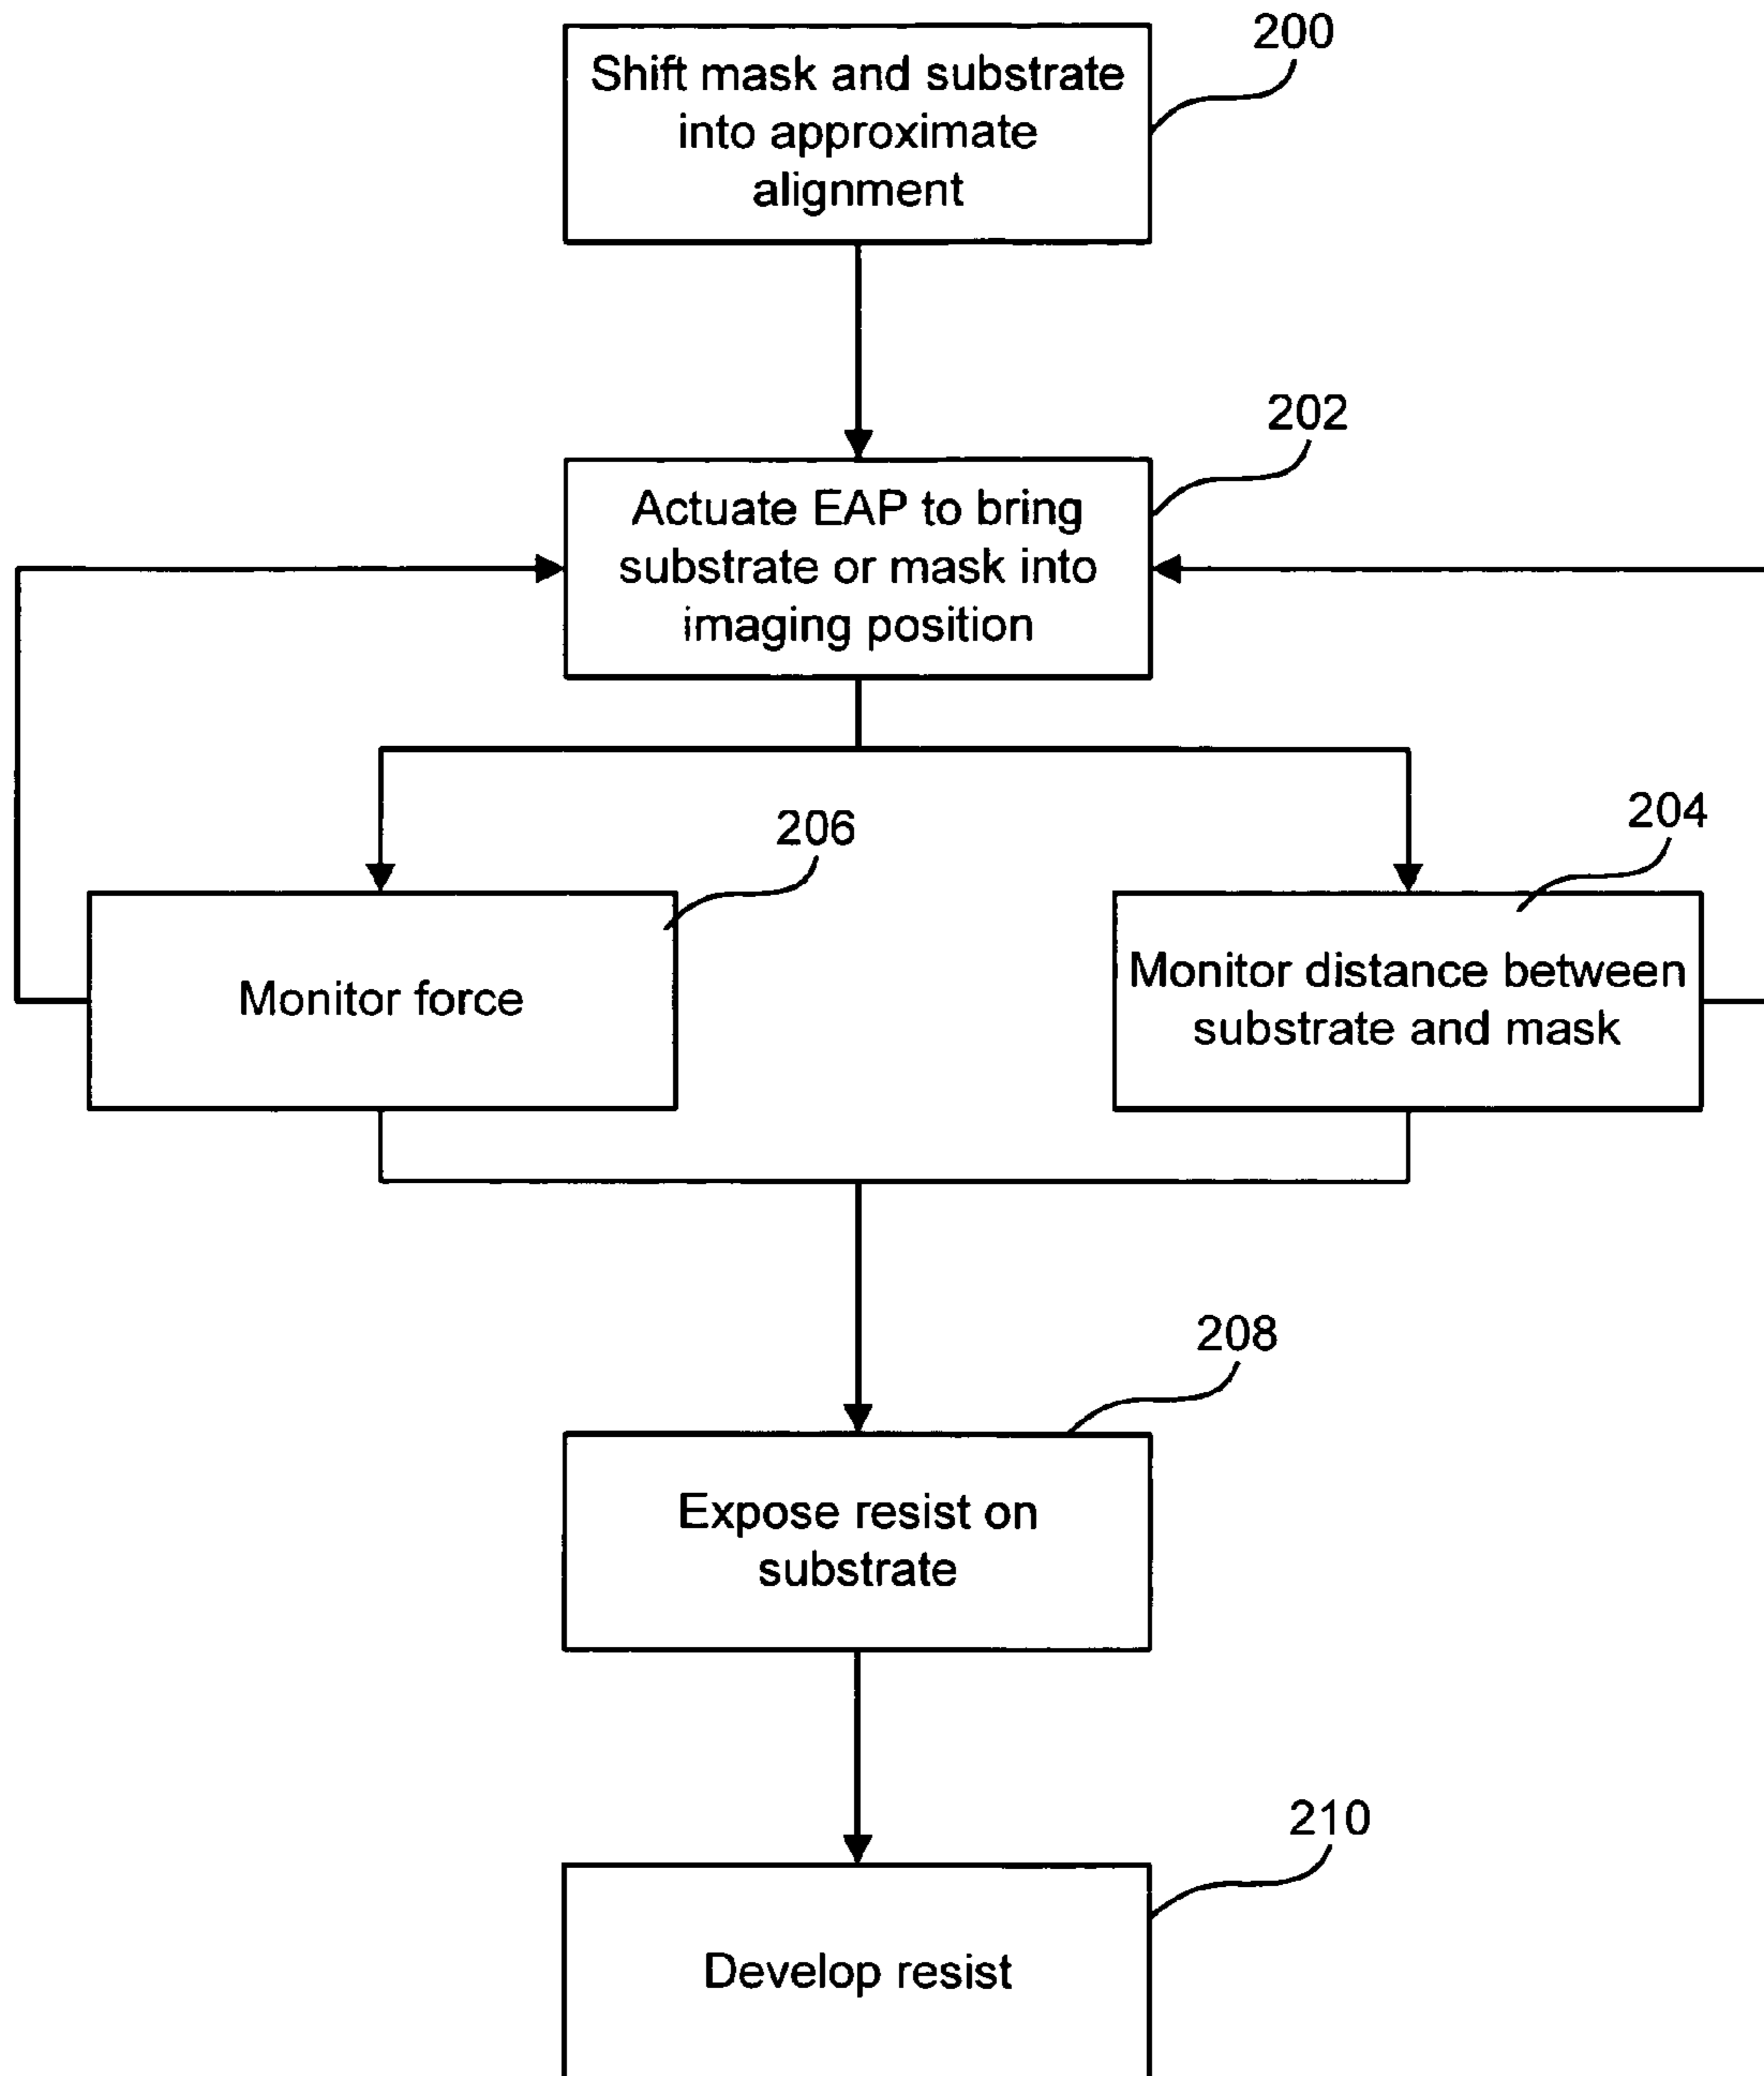 200
Shift mask and substrate
into approximate
alignment
202
Actuate EAP to bring
substrate or mask into
imaging position
206
Monitor force
204
Monitor distance between
substrate and mask
208
Expose resist on
substrate
210
Develop resist